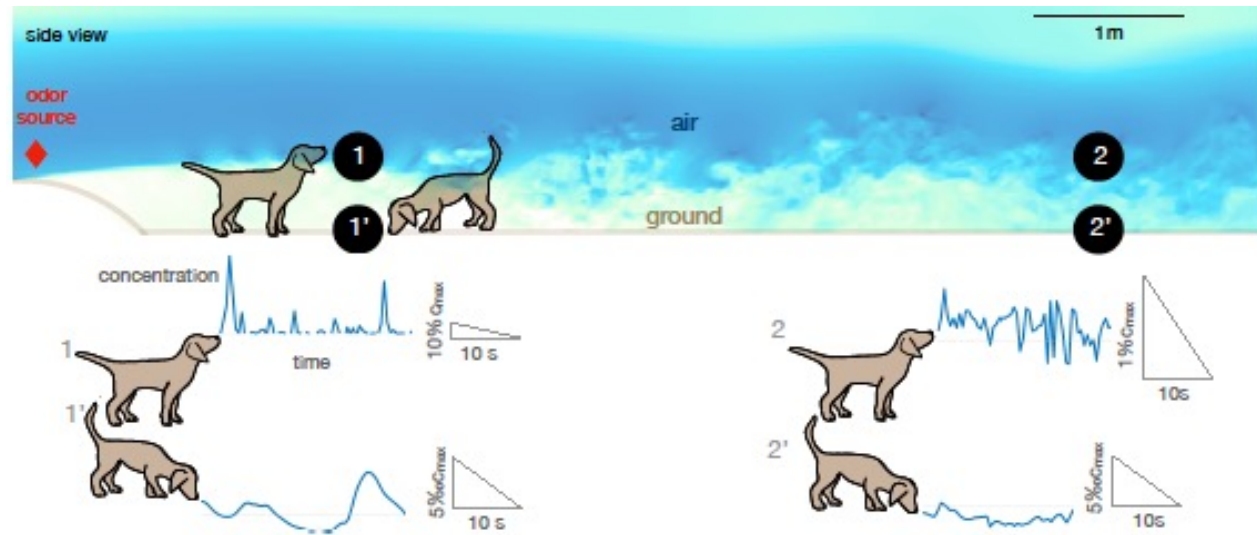 side view
1m
odor
source
air
1
2
1'
ground
2'
concentration
10% Cmax
10 s
time
1
1'
5‰Cmax
10 s
2
1%Cmax
10s
2'
5‰Cmax
10s